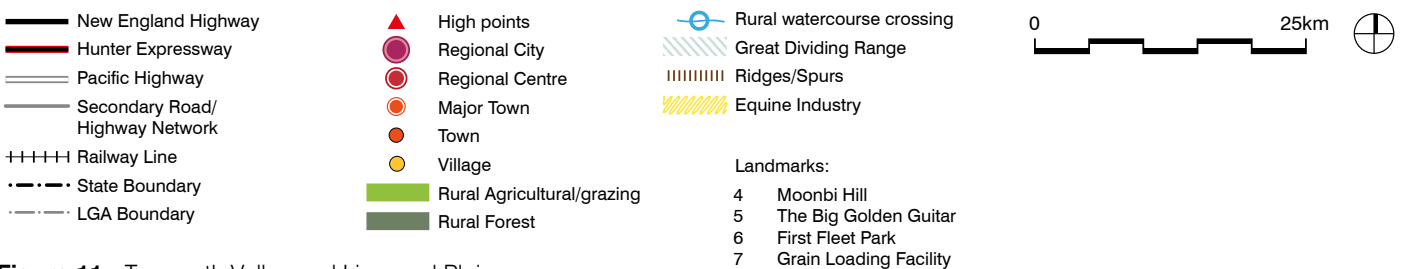 New England Highway
Hunter Expressway
Pacific Highway
Secondary Road/
Highway Network
Railway Line
State Boundary
LGA Boundary
High points
Regional City
Regional Centre
Major Town
Town
Village
Rural Agricultural/grazing
Rural Forest
Rural watercourse crossing
Great Dividing Range
Ridges/Spurs
Equine Industry
Landmarks:
4 Moonbi Hill
5 The Big Golden Guitar
6 First Fleet Park
7 Grain Loading Facility
0 25km